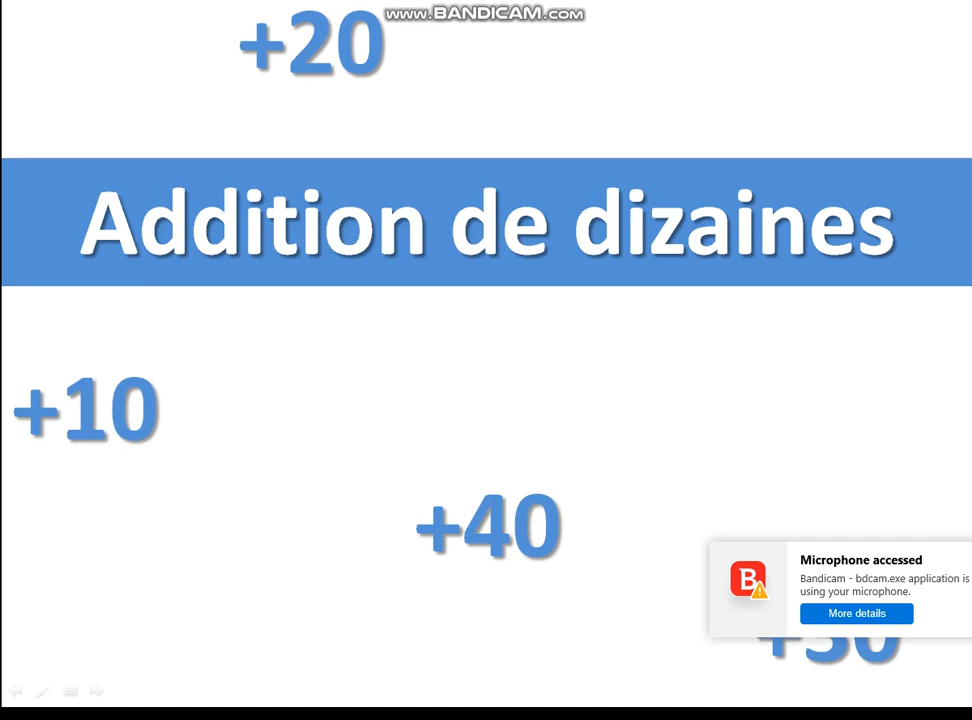 www.BANDICAM.com
+20
Addition de dizaines
+10
+40
Microphone accessed
Bandicam - bdcam.exe application is
using your microphone.
More details